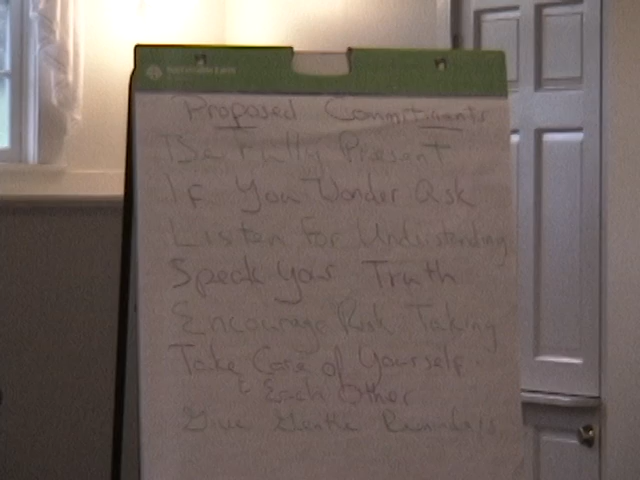 Proposed Commitments
Be Fully Present
If You Wonder Ask
Listen For Understanding
Speak Your Truth
Encourage Risk Taking
Take Care of Yourself
& Each Other
Give Gentle Reminders